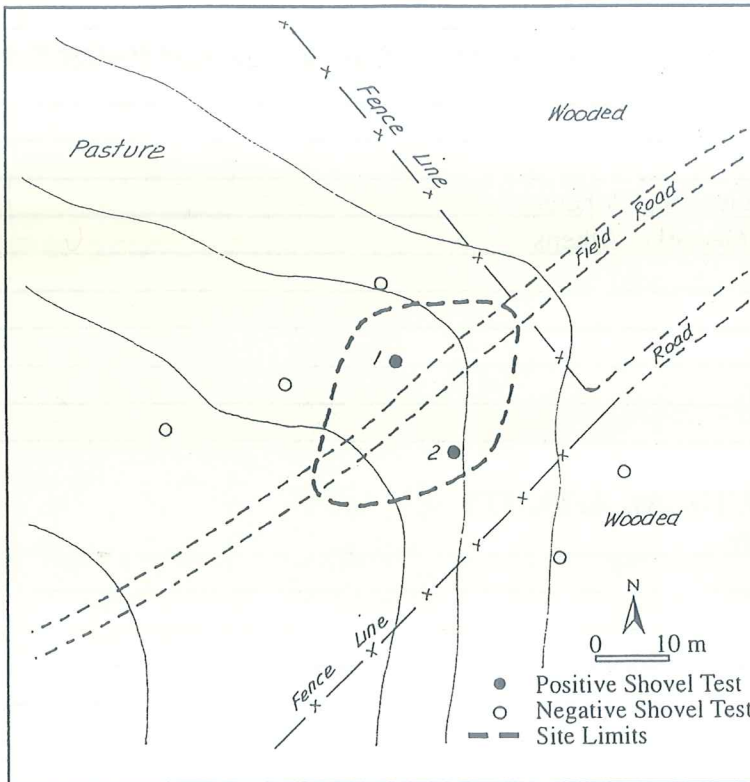 Fence Line
Wooded
Pasture
Field Road
Road
1
2
Wooded
N
0 10 m
Fence Line
Positive Shovel Test
Negative Shovel Test
Site Limits